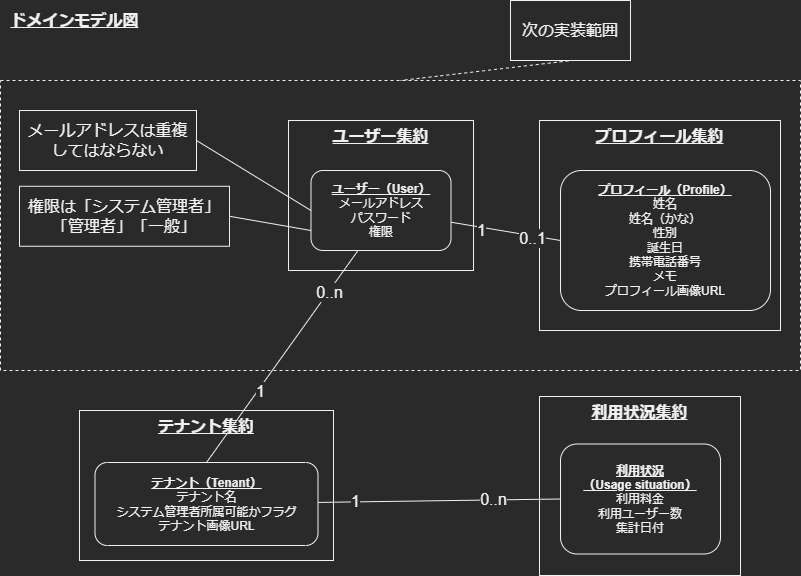 ドメインモデル図
次の実装範囲
メールアドレスは重複
してはならない
権限は「システム管理者」
「管理者」「一般」
ユーザー集約
ユーザー（User）
メールアドレス
パスワード
権限
1
0..1
プロフィール集約
プロフィール（Profile）
姓名
姓名（かな）
性別
誕生日
携帯電話番号
メモ
プロフィール画像URL
0..n
1
テナント集約
テナント（Tenant）
テナント名
システム管理者所属可能かフラグ
テナント画像URL
1
0..n
利用状況集約
利用状況
（Usage situation）
利用料金
利用ユーザー数
集計日付